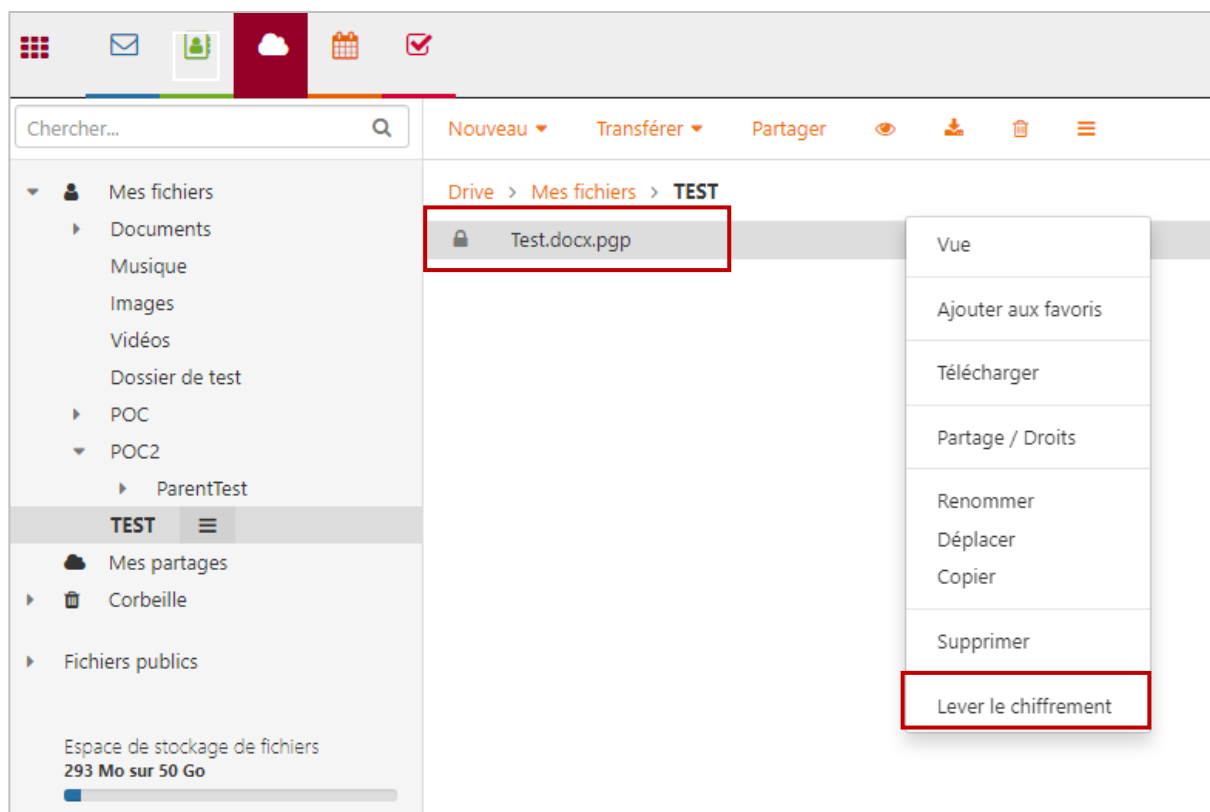 Chercher...
Nouveau Transférer Partager
Mes fichiers
Documents
Musique
Images
Vidéos
Dossier de test
POC
POC2
ParentTest
TEST
Mes partages
Corbeille
Fichiers publics
Espace de stockage de fichiers
293 Mo sur 50 Go
Drive > Mes fichiers > TEST
Test.docx.pgp
Vue
Ajouter aux favoris
Télécharger
Partage / Droits
Renommer
Déplacer
Copier
Supprimer
Lever le chiffrement